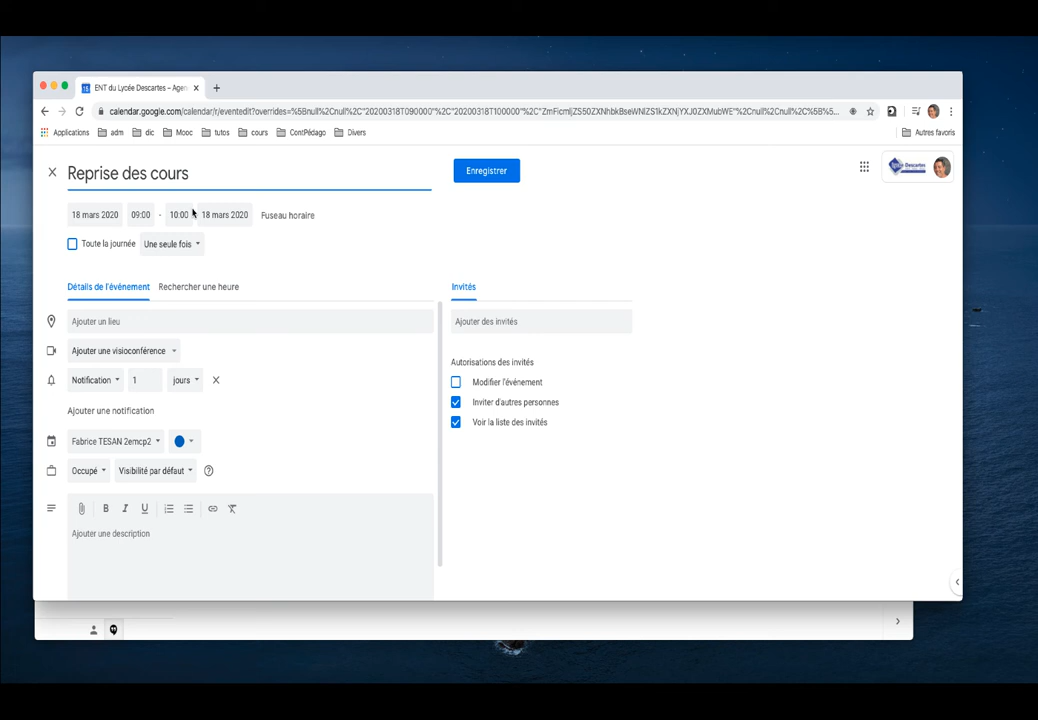 ENT du Lycée Descartes – Agen
calendar.google.com/calendar/r/eventedit?overrides=%5Bnull%2Cnull%2C"20200318T090000"%2C"20200318T100000"%2C
Applications adm dic Mooc tutos cours ContPédago Divers Autres favoris
Reprise des cours
Enregistrer
18 mars 2020 09:00 - 10:00 18 mars 2020 Fuseau horaire
Toute la journée Une seule fois
Détails de l'événement Rechercher une heure
Invités
Ajouter un lieu
Ajouter des invités
Ajouter une visioconférence
Autorisations des invités
Notification 1 jours
Modifier l'événement
Inviter d'autres personnes
Ajouter une notification
Voir la liste des invités
Fabrice TESAN 2emcp2
Occupé Visibilité par défaut
B I U
Ajouter une description